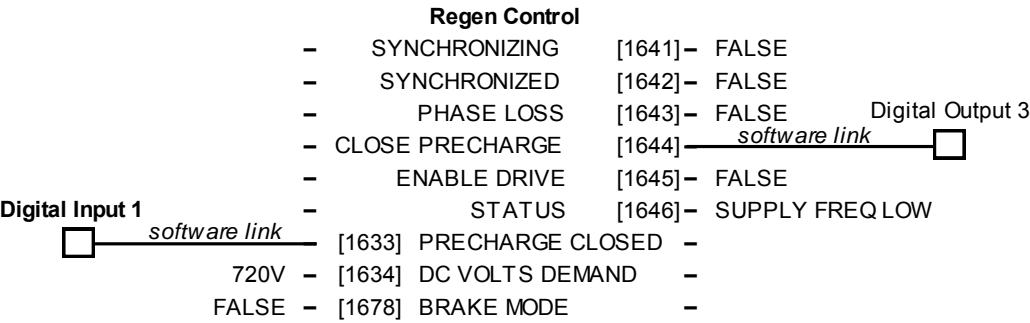 Regen Control
– SYNCHRONIZING [1641] – FALSE
– SYNCHRONIZED [1642] – FALSE
– PHASE LOSS [1643] – FALSE Digital Output 3
– CLOSE PRECHARGE [1644] software link
– ENABLE DRIVE [1645] – FALSE
Digital Input 1 – STATUS [1646] – SUPPLY FREQ LOW
software link [1633] PRECHARGE CLOSED –
720V – [1634] DC VOLTS DEMAND –
FALSE – [1678] BRAKE MODE –